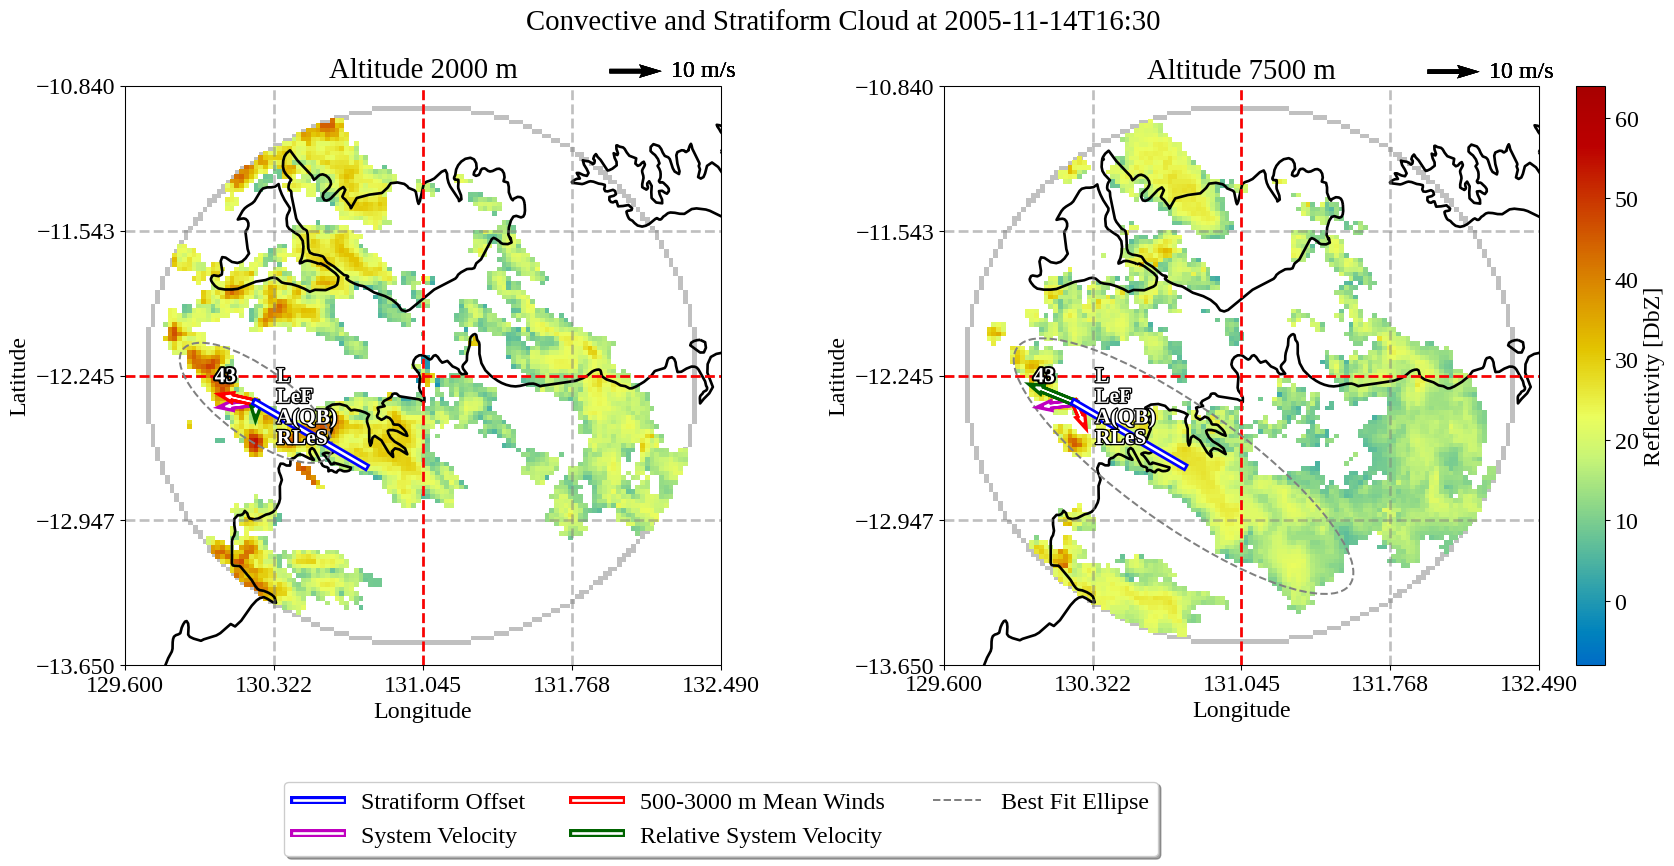 Convective and Stratiform Cloud at 2005-11-14T16:30
Altitude 2000 m
10 m/s
Altitude 7500 m
10 m/s
−10.840
−11.543
−12.245
−12.947
−13.650
Latitude
129.600
130.322
131.045
131.768
132.490
Longitude
43
L
LeF
A(QB)
RLeS
−10.840
−11.543
−12.245
−12.947
−13.650
Latitude
129.600
130.322
131.045
131.768
132.490
Longitude
43
L
LeF
A(QB)
RLeS
60
50
40
30
20
10
0
Reflectivity [DbZ]
Stratiform Offset
System Velocity
500-3000 m Mean Winds
Relative System Velocity
Best Fit Ellipse